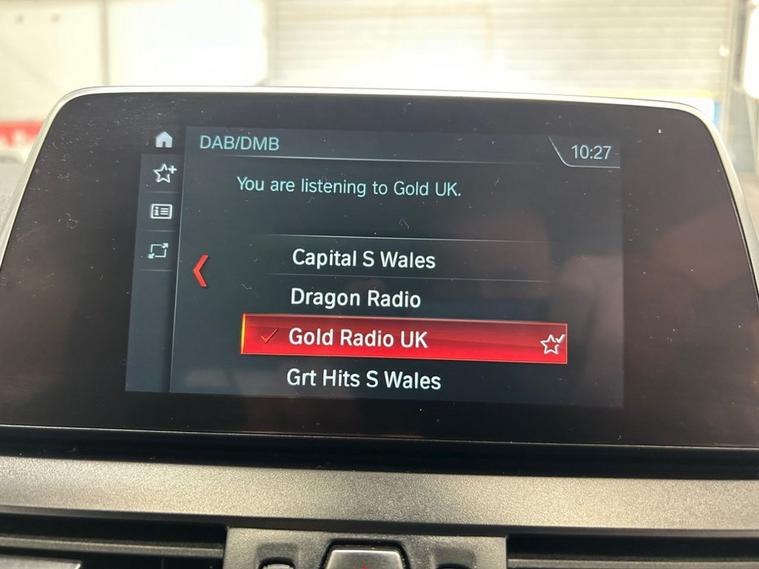 DAB/DMB
10:27
You are listening to Gold UK.
Capital S Wales
Dragon Radio
Gold Radio UK
Grt Hits S Wales